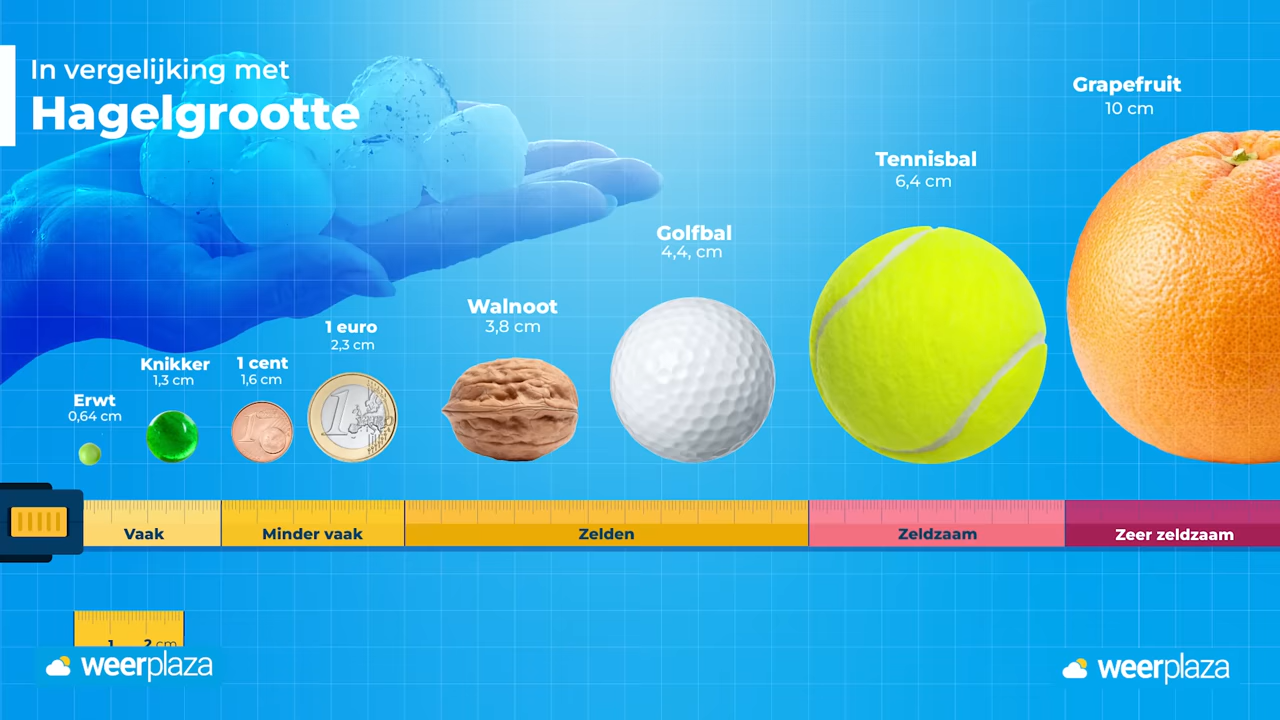 In vergelijking met
Hagelgrootte
Erwt
0,64 cm
Knikker
1,3 cm
1 cent
1,6 cm
1 euro
2,3 cm
Walnoot
3,8 cm
Golfbal
4,4, cm
Tennisbal
6,4 cm
Grapefruit
10 cm
Vaak
Minder vaak
Zelden
Zeldzaam
Zeer zeldzaam
1 2 cm
weerplaza
weerplaza